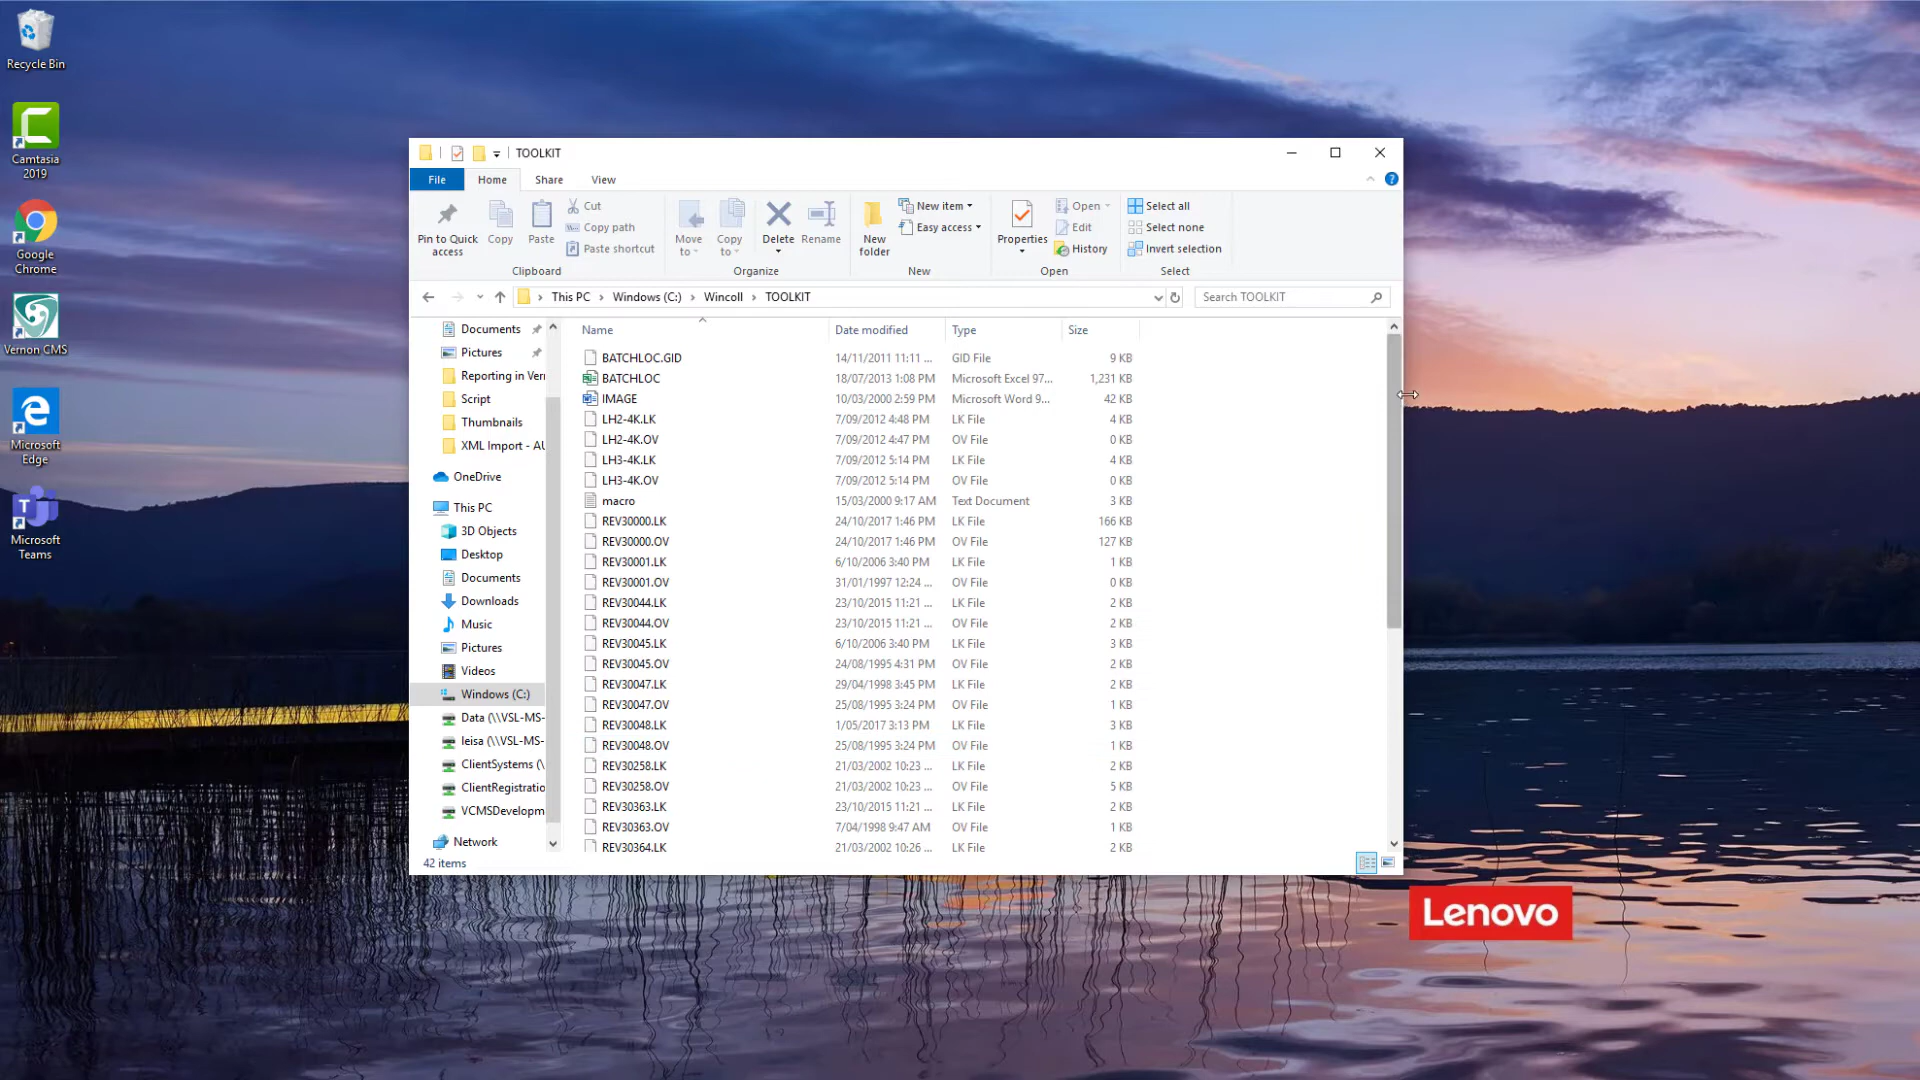 Recycle Bin
Camtasia
2019
Google
Chrome
Vernon CMS
Microsoft
Edge
Microsoft
Teams
TOOLKIT
File Home Share View
Pin to Quick
access
Copy
Paste
Cut
Copy path
Paste shortcut
Clipboard
Move
to
Copy
to
Delete
Rename
Organize
New
folder
New item
Easy access
New
Properties
Open
Edit
History
Open
Select all
Select none
Invert selection
Select
This PC > Windows (C:) > Wincoll > TOOLKIT
Search TOOLKIT
Documents
Pictures
Reporting in Ver
Script
Thumbnails
XML Import - AU
OneDrive
This PC
3D Objects
Desktop
Documents
Downloads
Music
Pictures
Videos
Windows (C:)
Data (\\VSL-MS-
leisa (\\VSL-MS-
ClientSystems (\
ClientRegistratio
VCMSDevelopm
Network
Name Date modified Type Size
BATCHLOC.GID 14/11/2011 11:11 ... GID File 9 KB
BATCHLOC 18/07/2013 1:08 PM Microsoft Excel 97... 1,231 KB
IMAGE 10/03/2000 2:59 PM Microsoft Word 9... 42 KB
LH2-4K.LK 7/09/2012 4:48 PM LK File 4 KB
LH2-4K.OV 7/09/2012 4:47 PM OV File 0 KB
LH3-4K.LK 7/09/2012 5:14 PM LK File 4 KB
LH3-4K.OV 7/09/2012 5:14 PM OV File 0 KB
macro 15/03/2000 9:17 AM Text Document 3 KB
REV30000.LK 24/10/2017 1:46 PM LK File 166 KB
REV30000.OV 24/10/2017 1:46 PM OV File 127 KB
REV30001.LK 6/10/2006 3:40 PM LK File 1 KB
REV30001.OV 31/01/1997 12:24 ... OV File 0 KB
REV30044.LK 23/10/2015 11:21 ... LK File 2 KB
REV30044.OV 23/10/2015 11:21 ... OV File 2 KB
REV30045.LK 6/10/2006 3:40 PM LK File 3 KB
REV30045.OV 24/08/1995 4:31 PM OV File 2 KB
REV30047.LK 29/04/1998 3:45 PM LK File 2 KB
REV30047.OV 25/08/1995 3:24 PM OV File 1 KB
REV30048.LK 1/05/2017 3:13 PM LK File 3 KB
REV30048.OV 25/08/1995 3:24 PM OV File 1 KB
REV30258.LK 21/03/2002 10:23 ... LK File 2 KB
REV30258.OV 21/03/2002 10:23 ... OV File 5 KB
REV30363.LK 23/10/2015 11:21 ... LK File 2 KB
REV30363.OV 7/04/1998 9:47 AM OV File 1 KB
REV30364.LK 21/03/2002 10:26 ... LK File 2 KB
42 items
Lenovo